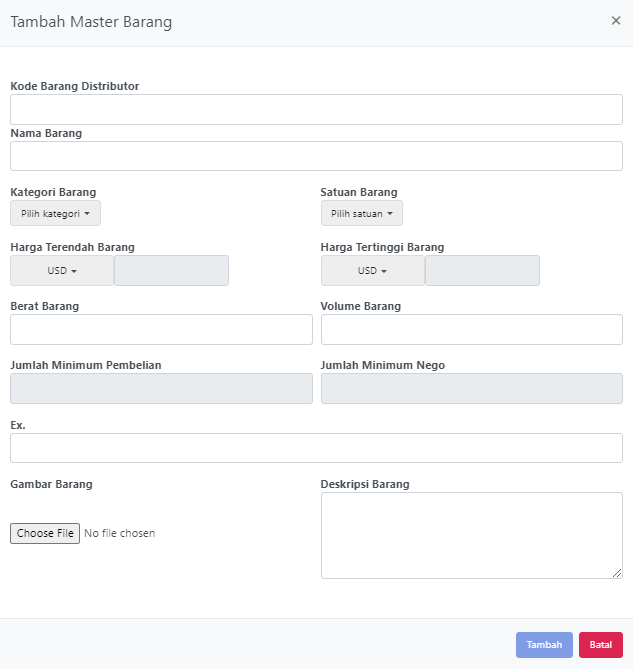 Tambah Master Barang ×
Kode Barang Distributor
Nama Barang
Kategori Barang Satuan Barang
Pilih kategori Pilih satuan
Harga Terendah Barang Harga Tertinggi Barang
USD USD
Berat Barang Volume Barang
Jumlah Minimum Pembelian Jumlah Minimum Nego
Ex.
Gambar Barang Deskripsi Barang
Choose File No file chosen
Tambah Batal